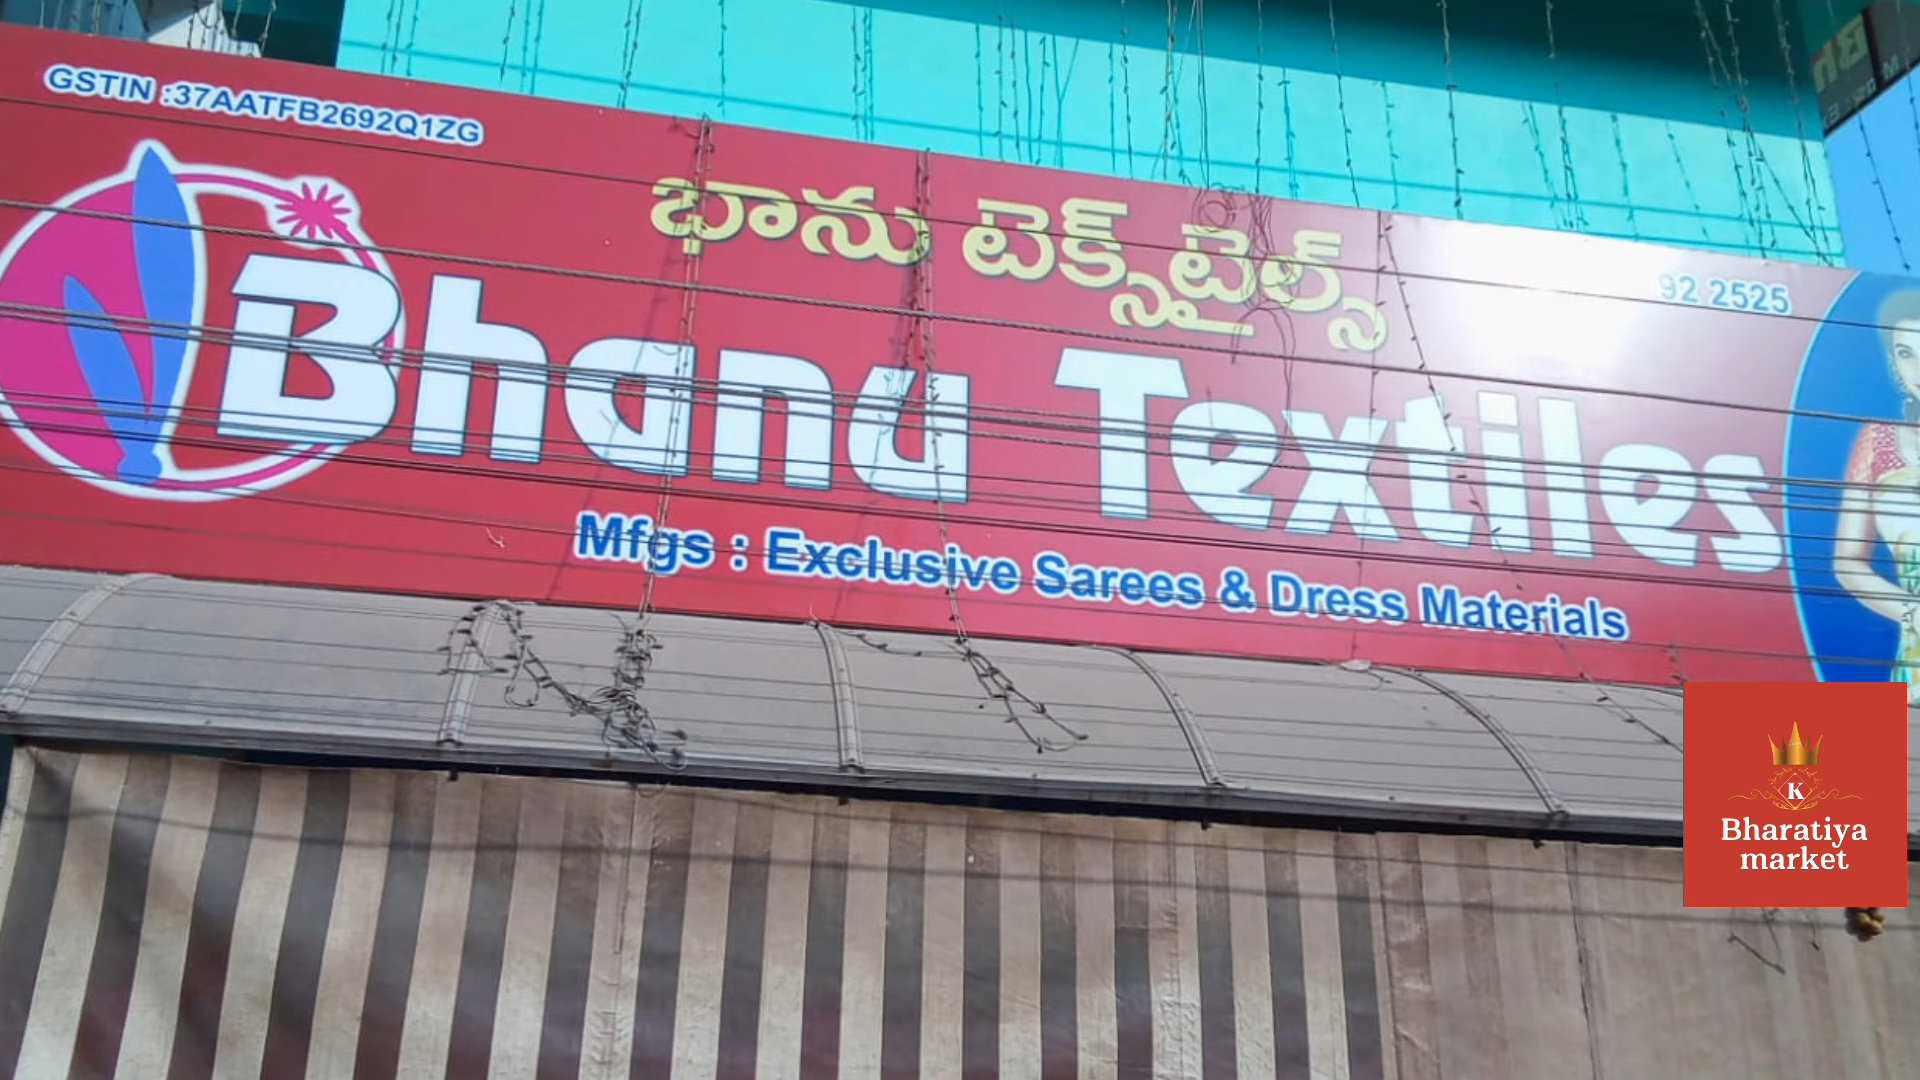 GSTIN :37AATFB2692Q1ZG
భాను టెక్స్‌టైల్స్
92 2525
Bhanu Textiles
Mfgs : Exclusive Sarees & Dress Materials
K
Bharatiya
market